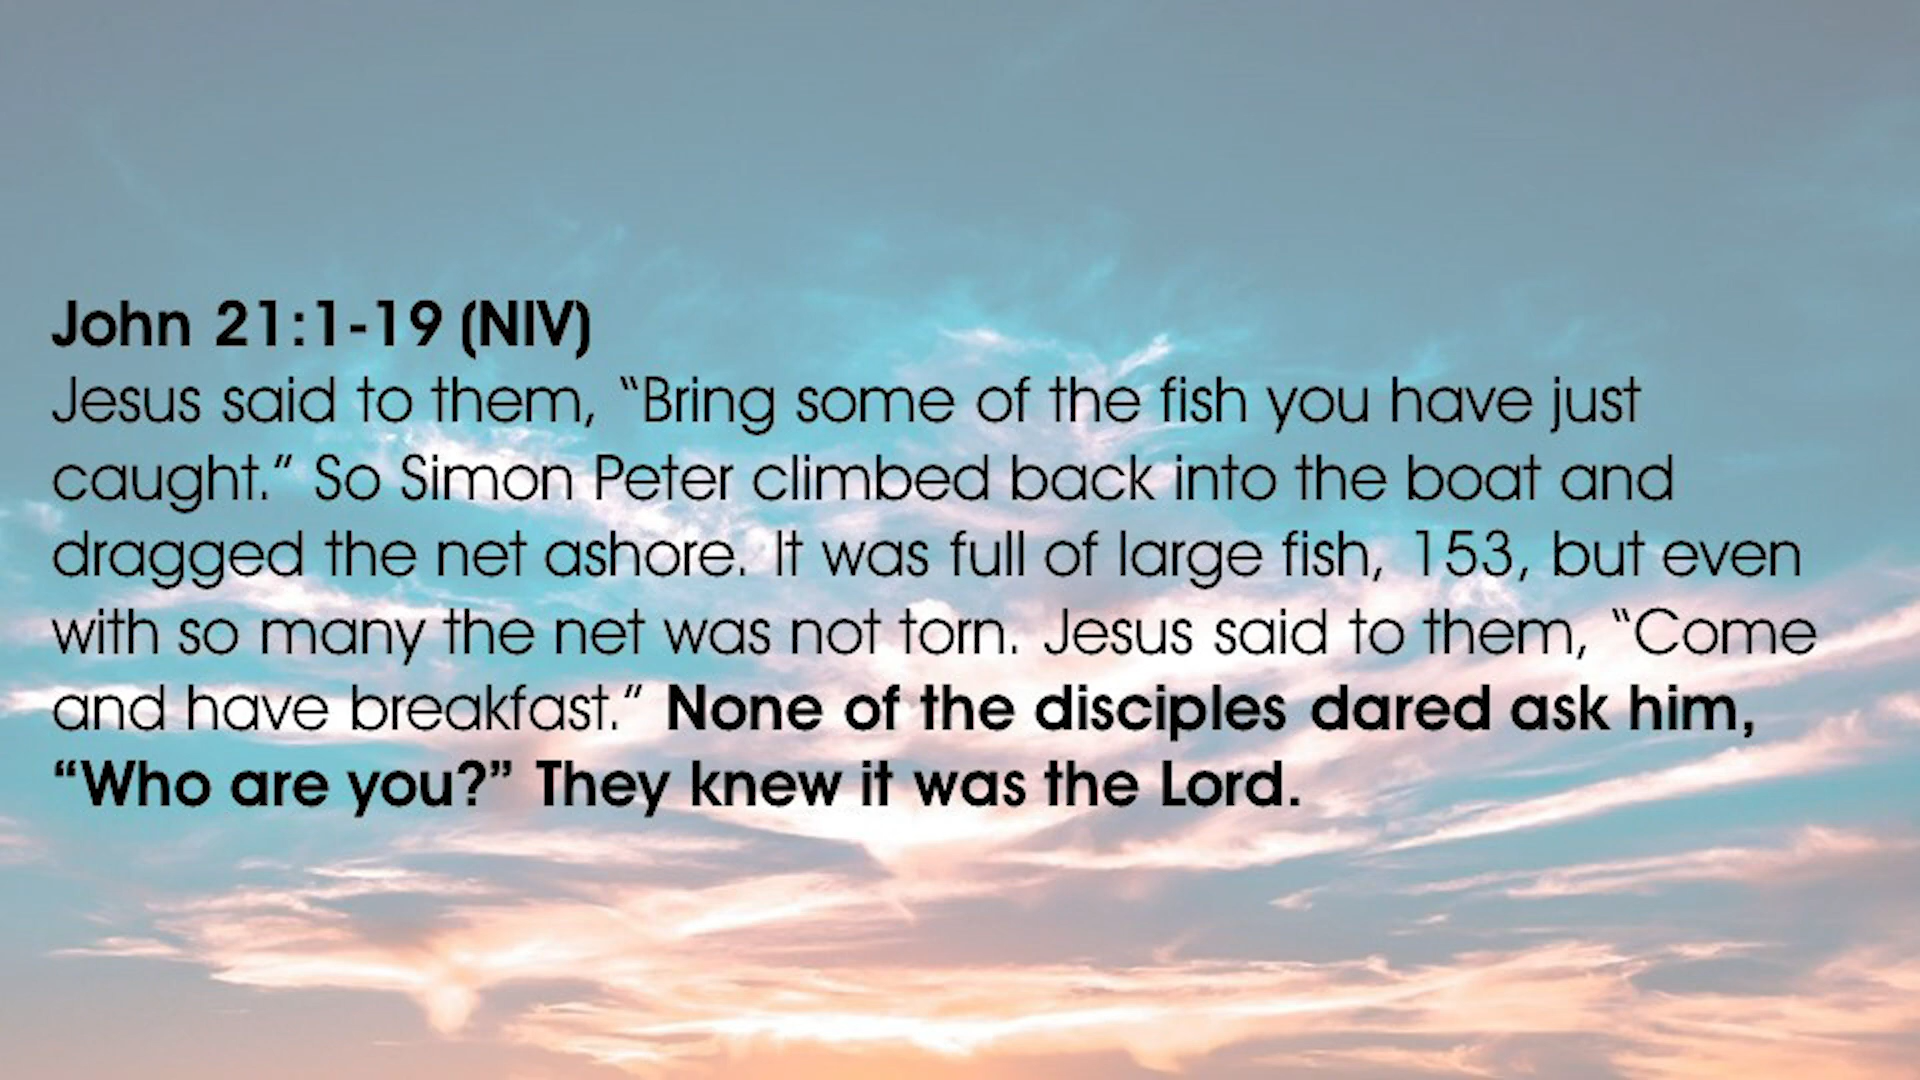 John 21:1-19 (NIV)
Jesus said to them, “Bring some of the fish you have just
caught.” So Simon Peter climbed back into the boat and
dragged the net ashore. It was full of large fish, 153, but even
with so many the net was not torn. Jesus said to them, “Come
and have breakfast.” None of the disciples dared ask him,
“Who are you?” They knew it was the Lord.